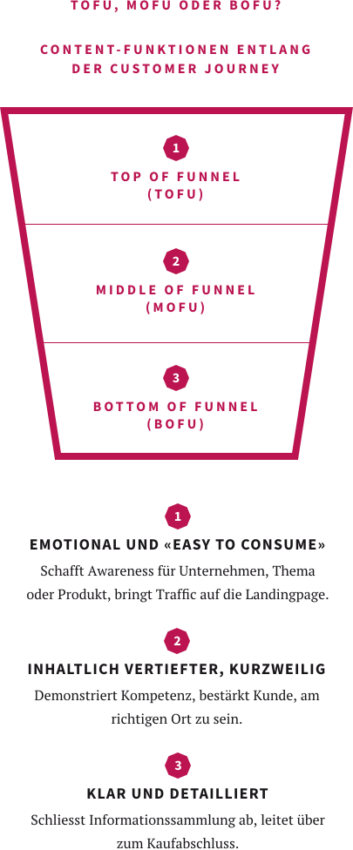 TOFU, MOFU ODER BOFU?
CONTENT-FUNKTIONEN ENTLANG
DER CUSTOMER JOURNEY
1
TOP OF FUNNEL
(TOFU)
2
MIDDLE OF FUNNEL
(MOFU)
3
BOTTOM OF FUNNEL
(BOFU)
1
EMOTIONAL UND «EASY TO CONSUME»
Schafft Awareness für Unternehmen, Thema
oder Produkt, bringt Traffic auf die Landingpage.
2
INHALTLICH VERTIEFTER, KURZWEILIG
Demonstriert Kompetenz, bestärkt Kunde, am
richtigen Ort zu sein.
3
KLAR UND DETAILLIERT
Schliesst Informationssammlung ab, leitet über
zum Kaufabschluss.